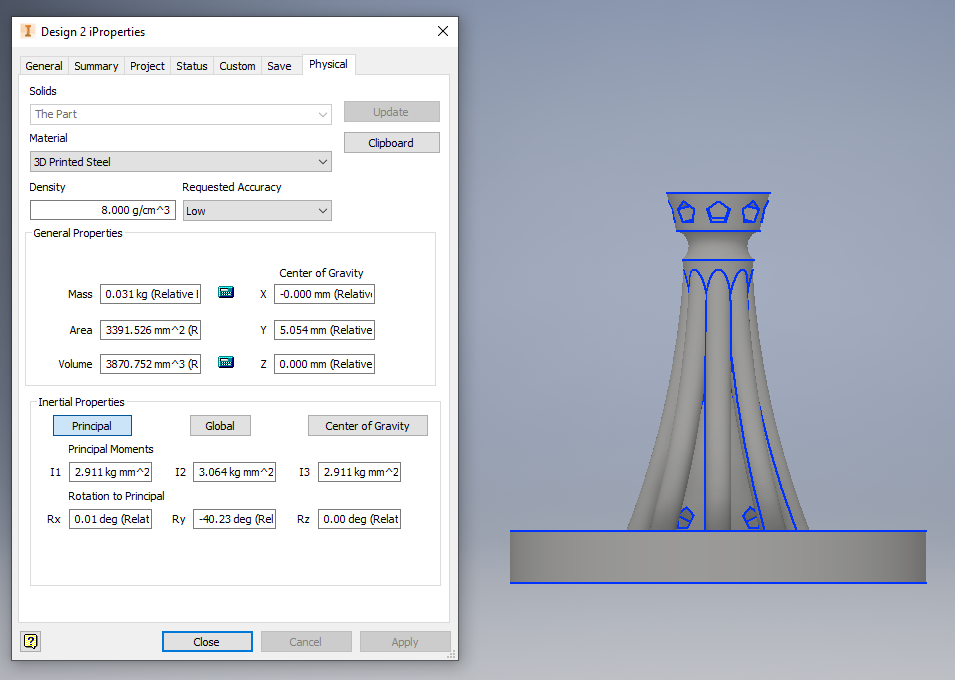 Design 2 iProperties
General Summary Project Status Custom Save Physical
Solids
The Part
Update
Material
Clipboard
3D Printed Steel
Density Requested Accuracy
8.000 g/cm^3 Low
General Properties
Center of Gravity
Mass 0.031 kg (Relative X -0.000 mm (Relativ
Area 3391.526 mm^2 (R Y 5.054 mm (Relative
Volume 3870.752 mm^3 (R Z 0.000 mm (Relative
Inertial Properties
Principal Global Center of Gravity
Principal Moments
I1 2.911 kg mm^2 I2 3.064 kg mm^2 I3 2.911 kg mm^2
Rotation to Principal
Rx 0.01 deg (Relat Ry -40.23 deg (Rel Rz 0.00 deg (Relat
Close Cancel Apply